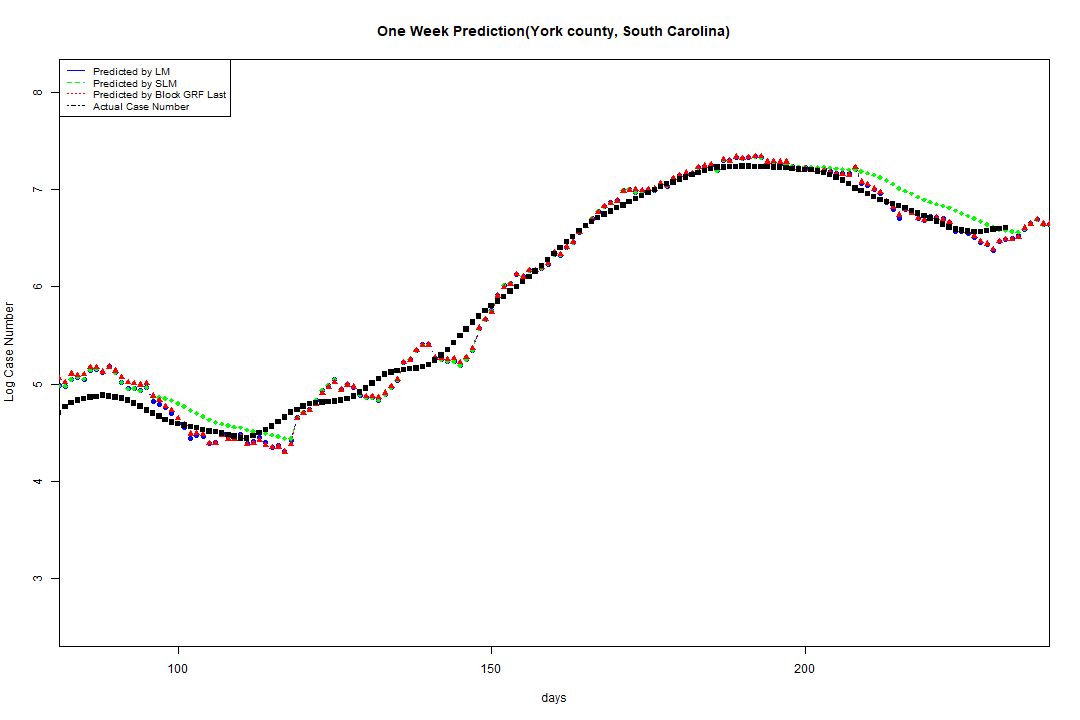 One Week Prediction(York county, South Carolina)
Predicted by LM
Predicted by SLM
Predicted by Block GRF Last
Actual Case Number
8
7
6
5
4
3
Log Case Number
100 150 200
days